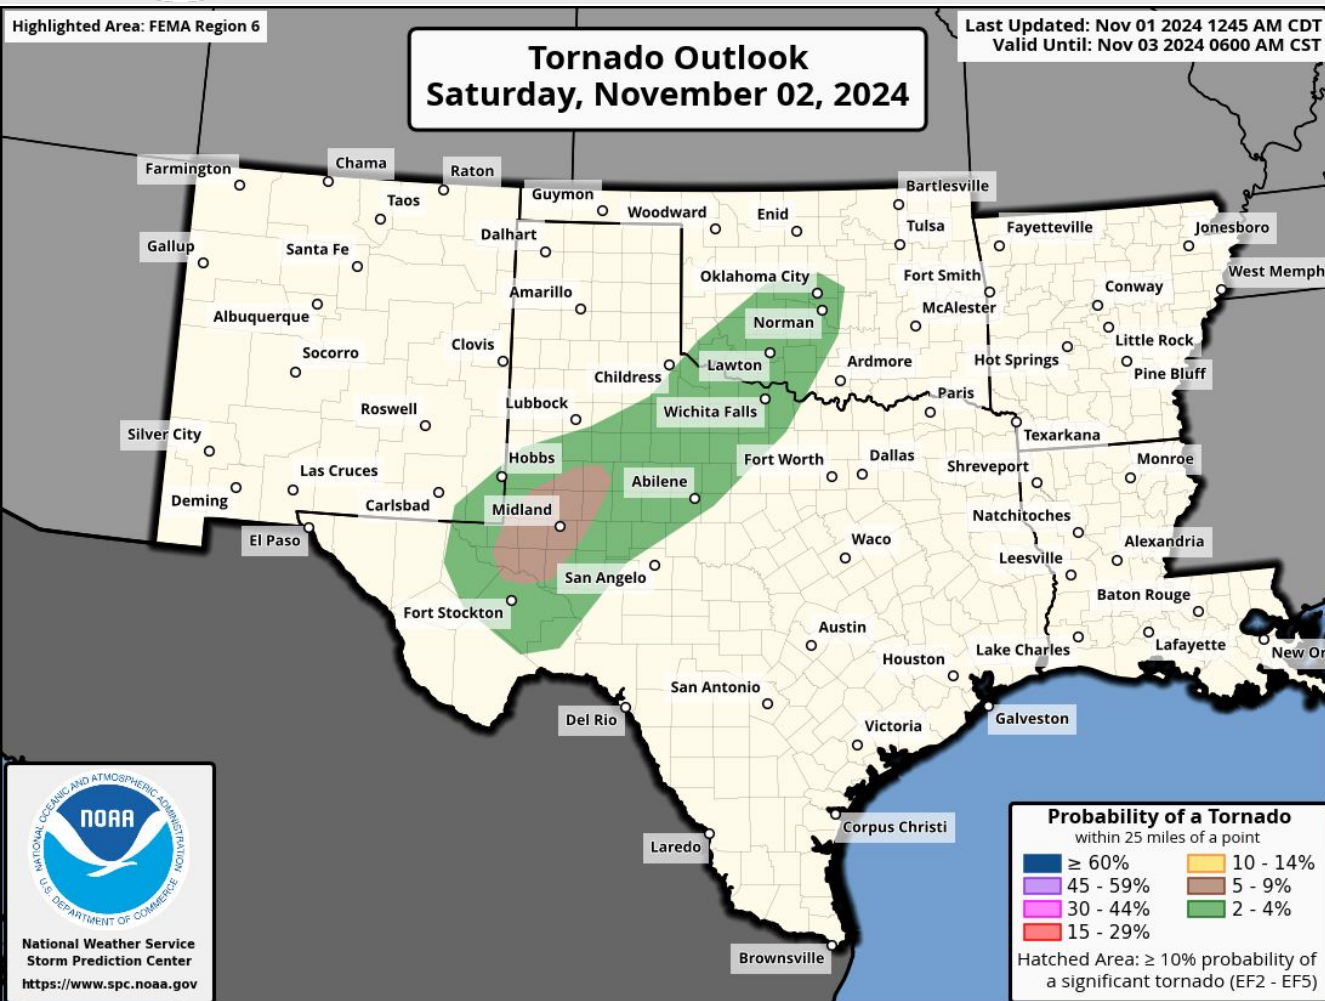 Highlighted Area: FEMA Region 6
Last Updated: Nov 01 2024 1245 AM CDT
Valid Until: Nov 03 2024 0600 AM CST
Tornado Outlook
Saturday, November 02, 2024
Farmington
Chama
Raton
Taos
Guymon
Woodward
Enid
Bartlesville
Gallup
Santa Fe
Dalhart
Tulsa
Fayetteville
Jonesboro
Albuquerque
Amarillo
Oklahoma City
Fort Smith
Conway
West Memph
Norman
McAlester
Socorro
Clovis
Childress
Lawton
Ardmore
Hot Springs
Little Rock
Pine Bluff
Roswell
Lubbock
Wichita Falls
Paris
Texarkana
Silver City
Las Cruces
Hobbs
Abilene
Fort Worth
Dallas
Shreveport
Monroe
Deming
Carlsbad
Midland
Natchitoches
El Paso
San Angelo
Waco
Leesville
Alexandria
Fort Stockton
Baton Rouge
Austin
Houston
Lake Charles
Lafayette
New Or
San Antonio
Del Rio
Victoria
Galveston
Laredo
Corpus Christi
Brownsville
NATIONAL OCEANIC AND ATMOSPHERIC ADMINISTRATION
NOAA
U.S. DEPARTMENT OF COMMERCE
National Weather Service
Storm Prediction Center
https://www.spc.noaa.gov
Probability of a Tornado
within 25 miles of a point
≥ 60%
45 - 59%
30 - 44%
15 - 29%
10 - 14%
5 - 9%
2 - 4%
Hatched Area: ≥ 10% probability of
a significant tornado (EF2 - EF5)